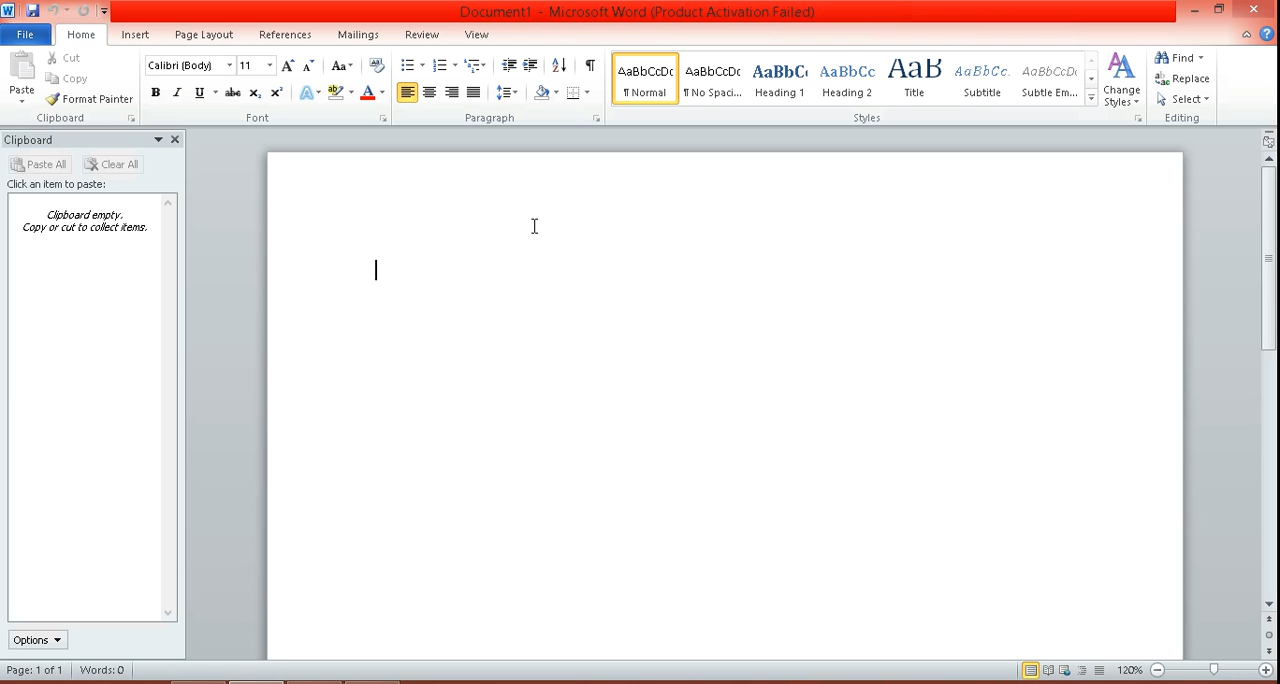 Document1 - Microsoft Word (Product Activation Failed)
File Home Insert Page Layout References Mailings Review View
Paste
Cut
Copy
Format Painter
Clipboard
Calibri (Body) 11
Font
Paragraph
AaBbCcDc AaBbCcDc AaBbC AaBbCc AaB AaBbCc. AaBbCcDc
¶ Normal ¶ No Spaci... Heading 1 Heading 2 Title Subtitle Subtle Em...
Change
Styles
Styles
Find
Replace
Select
Editing
Clipboard
Paste All Clear All
Click an item to paste:
Clipboard empty.
Copy or cut to collect items.
Options
Page: 1 of 1 Words: 0 120%